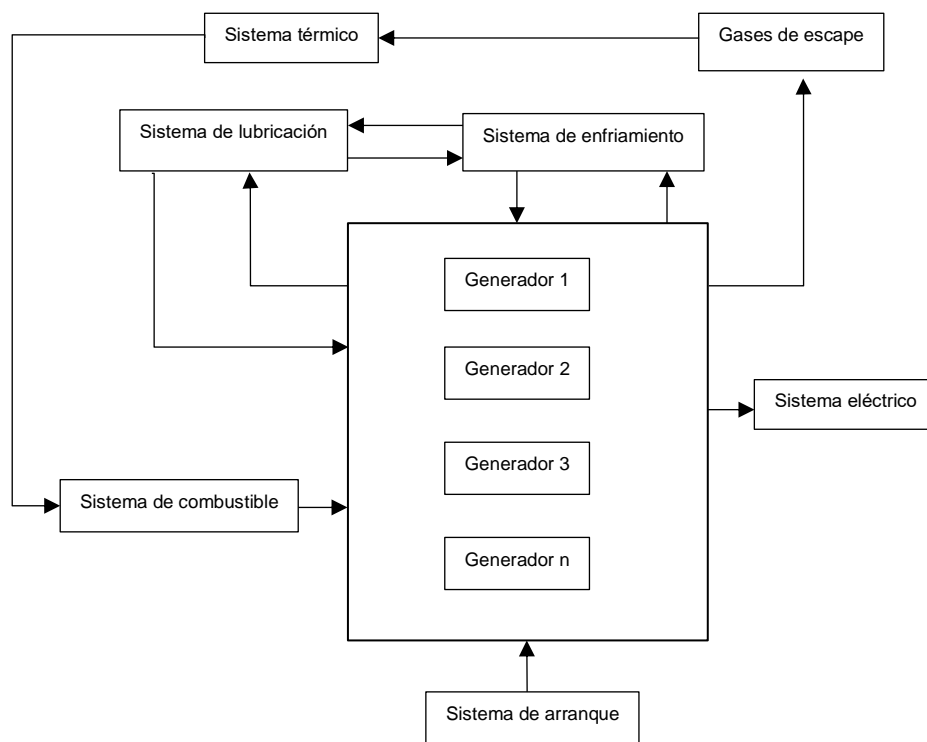 Sistema térmico
Gases de escape
Sistema de lubricación
Sistema de enfriamiento
Generador 1
Generador 2
Sistema eléctrico
Generador 3
Sistema de combustible
Generador n
Sistema de arranque